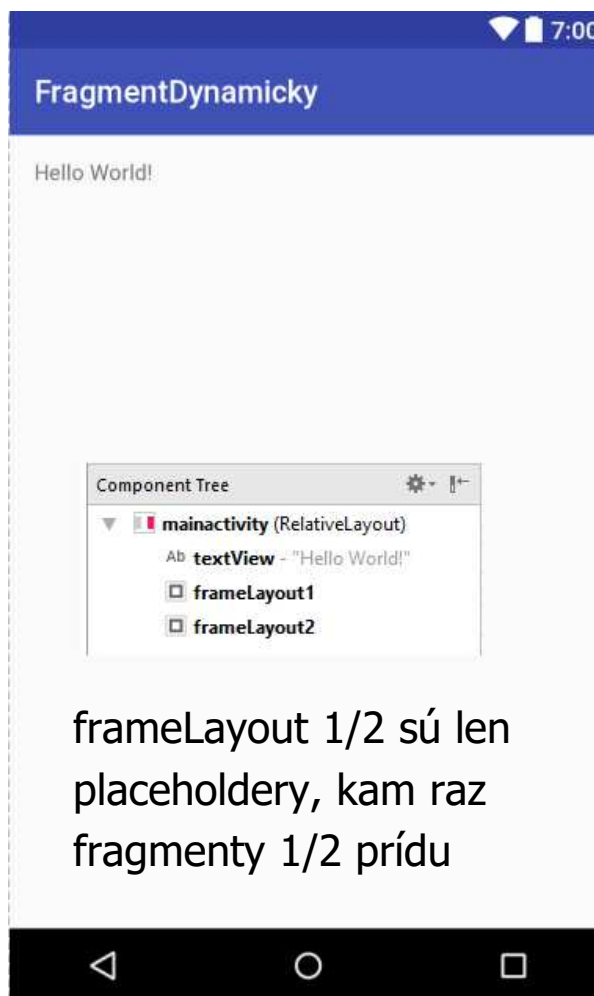 7:00
FragmentDynamicky
Hello World!
Component Tree
mainactivity (RelativeLayout)
Ab textView - "Hello World!"
frameLayout1
frameLayout2
frameLayout 1/2 sú len
placeholdery, kam raz
fragmenty 1/2 prídu